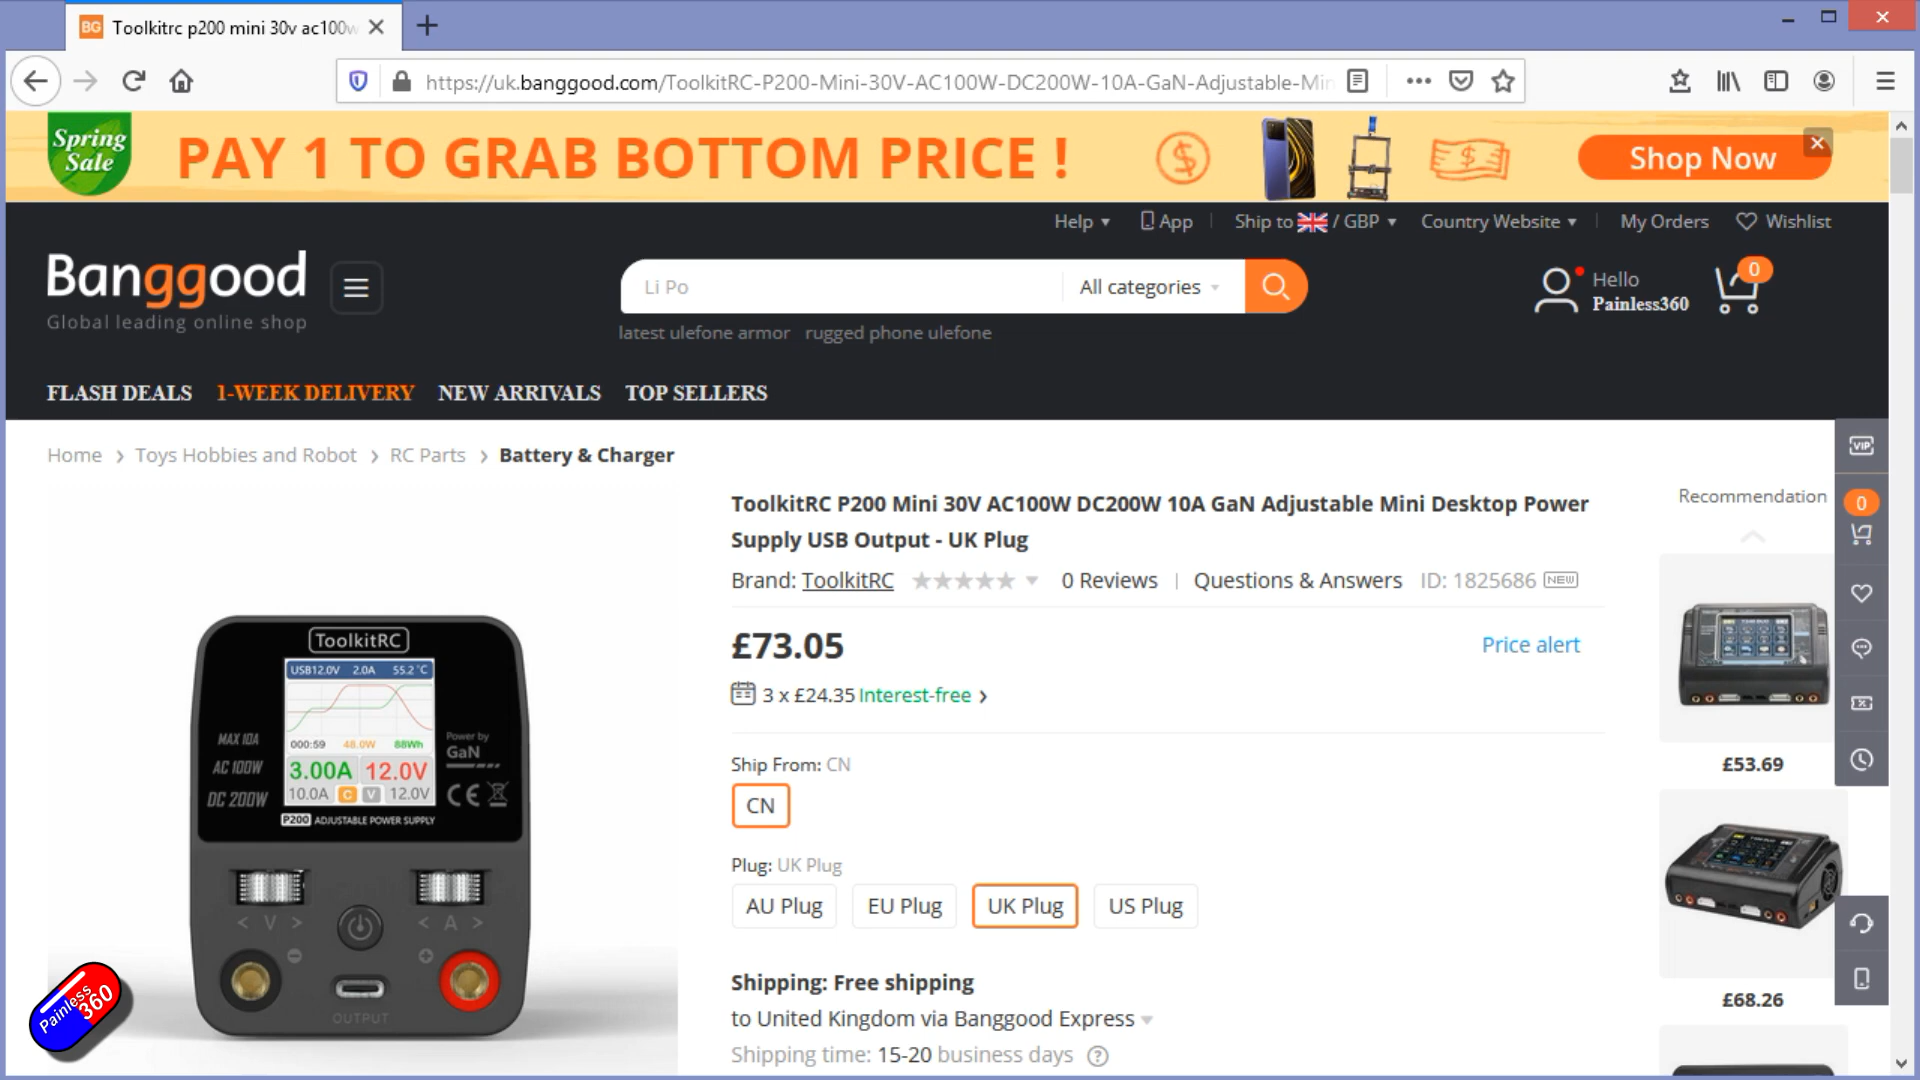 BG Toolkitrc p200 mini 30v ac100w
https://uk.banggood.com/ToolkitRC-P200-Mini-30V-AC100W-DC200W-10A-GaN-Adjustable-Min
Spring Sale
PAY 1 TO GRAB BOTTOM PRICE !
Shop Now
Help
App
Ship to / GBP
Country Website
My Orders
Wishlist
Banggood
Global leading online shop
Li Po
All categories
Hello
Painless360
0
latest ulefone armor rugged phone ulefone
FLASH DEALS 1-WEEK DELIVERY NEW ARRIVALS TOP SELLERS
Home > Toys Hobbies and Robot > RC Parts > Battery & Charger
VIP
0
ToolkitRC P200 Mini 30V AC100W DC200W 10A GaN Adjustable Mini Desktop Power
Supply USB Output - UK Plug
Brand: ToolkitRC 0 Reviews | Questions & Answers ID: 1825686 NEW
£73.05
Price alert
3 x £24.35 Interest-free >
Ship From: CN
CN
Plug: UK Plug
AU Plug EU Plug UK Plug US Plug
Shipping: Free shipping
to United Kingdom via Banggood Express
Shipping time: 15-20 business days ?
Recommendation
£53.69
£68.26
ToolkitRC
USB12.0V 2.0A 55.2°C
000:59 48.0W 88Wh
3.00A 12.0V
10.0A C V 12.0V
MAX 10A
AC 100W
DC 200W
Power by
GaN
CE
P200 ADJUSTABLE POWER SUPPLY
< V > < A >
OUTPUT
Painless
360